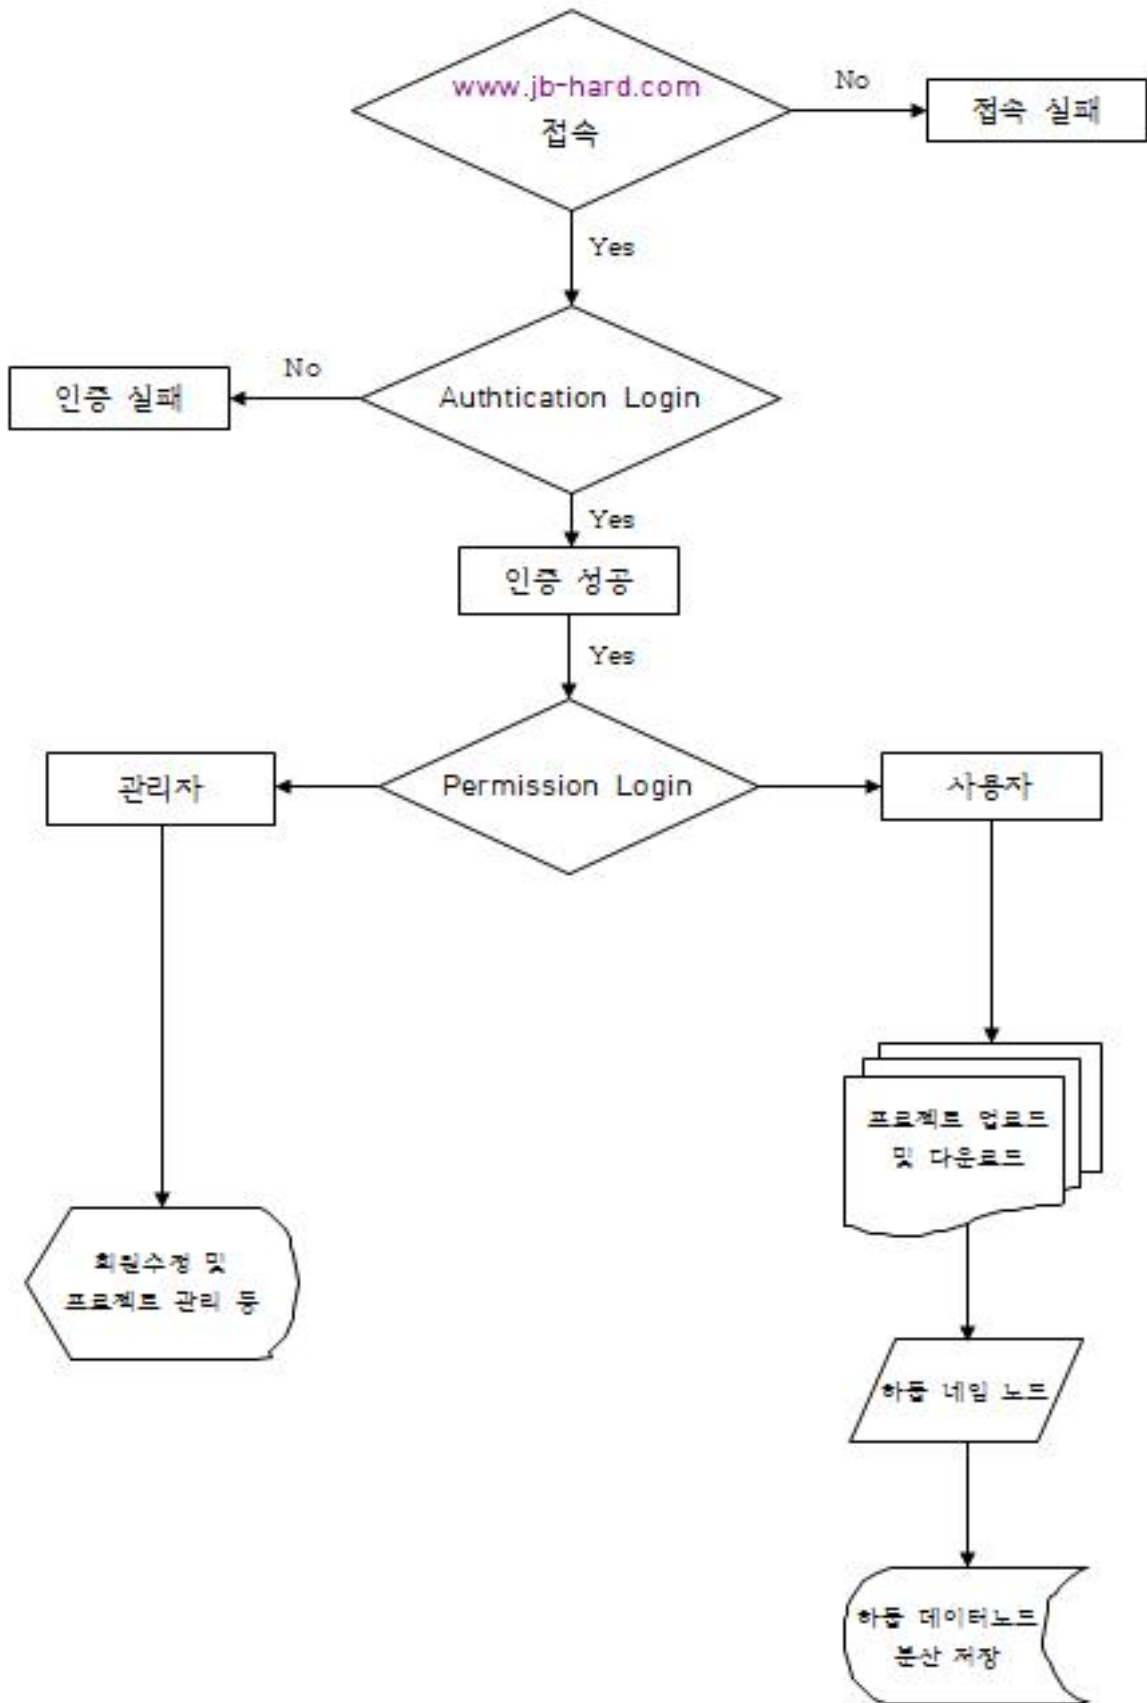 www.jb-hard.com
접속
No
접속 실패
Yes
No
인증 실패
Authtication Login
Yes
인증 성공
Yes
관리자
Permission Login
사용자
프로젝트 업로드
및 다운로드
회원수정 및
프로젝트 관리 등
하둡 네임 노드
하둡 데이터노드
분산 저장